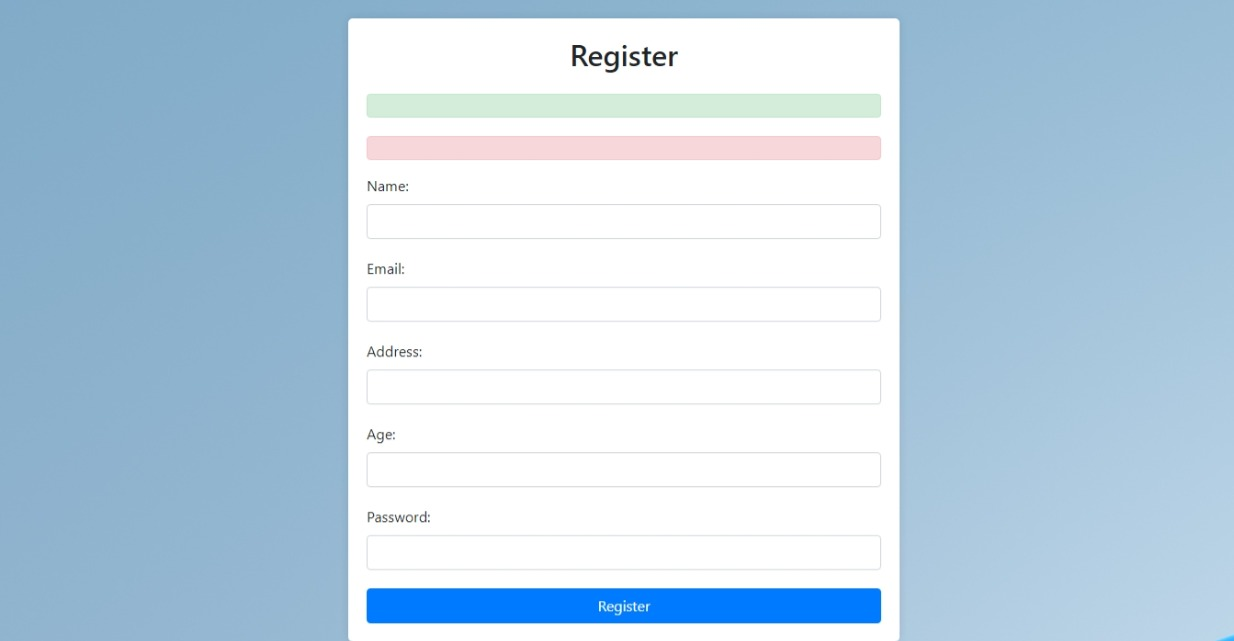 Register
Name:
Email:
Address:
Age:
Password:
Register